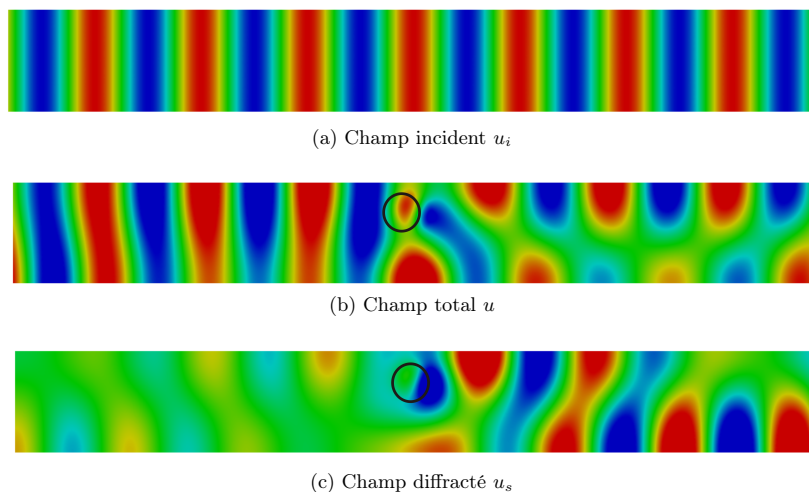 (a) Champ incident u_i
(b) Champ total u
(c) Champ diffracté u_s